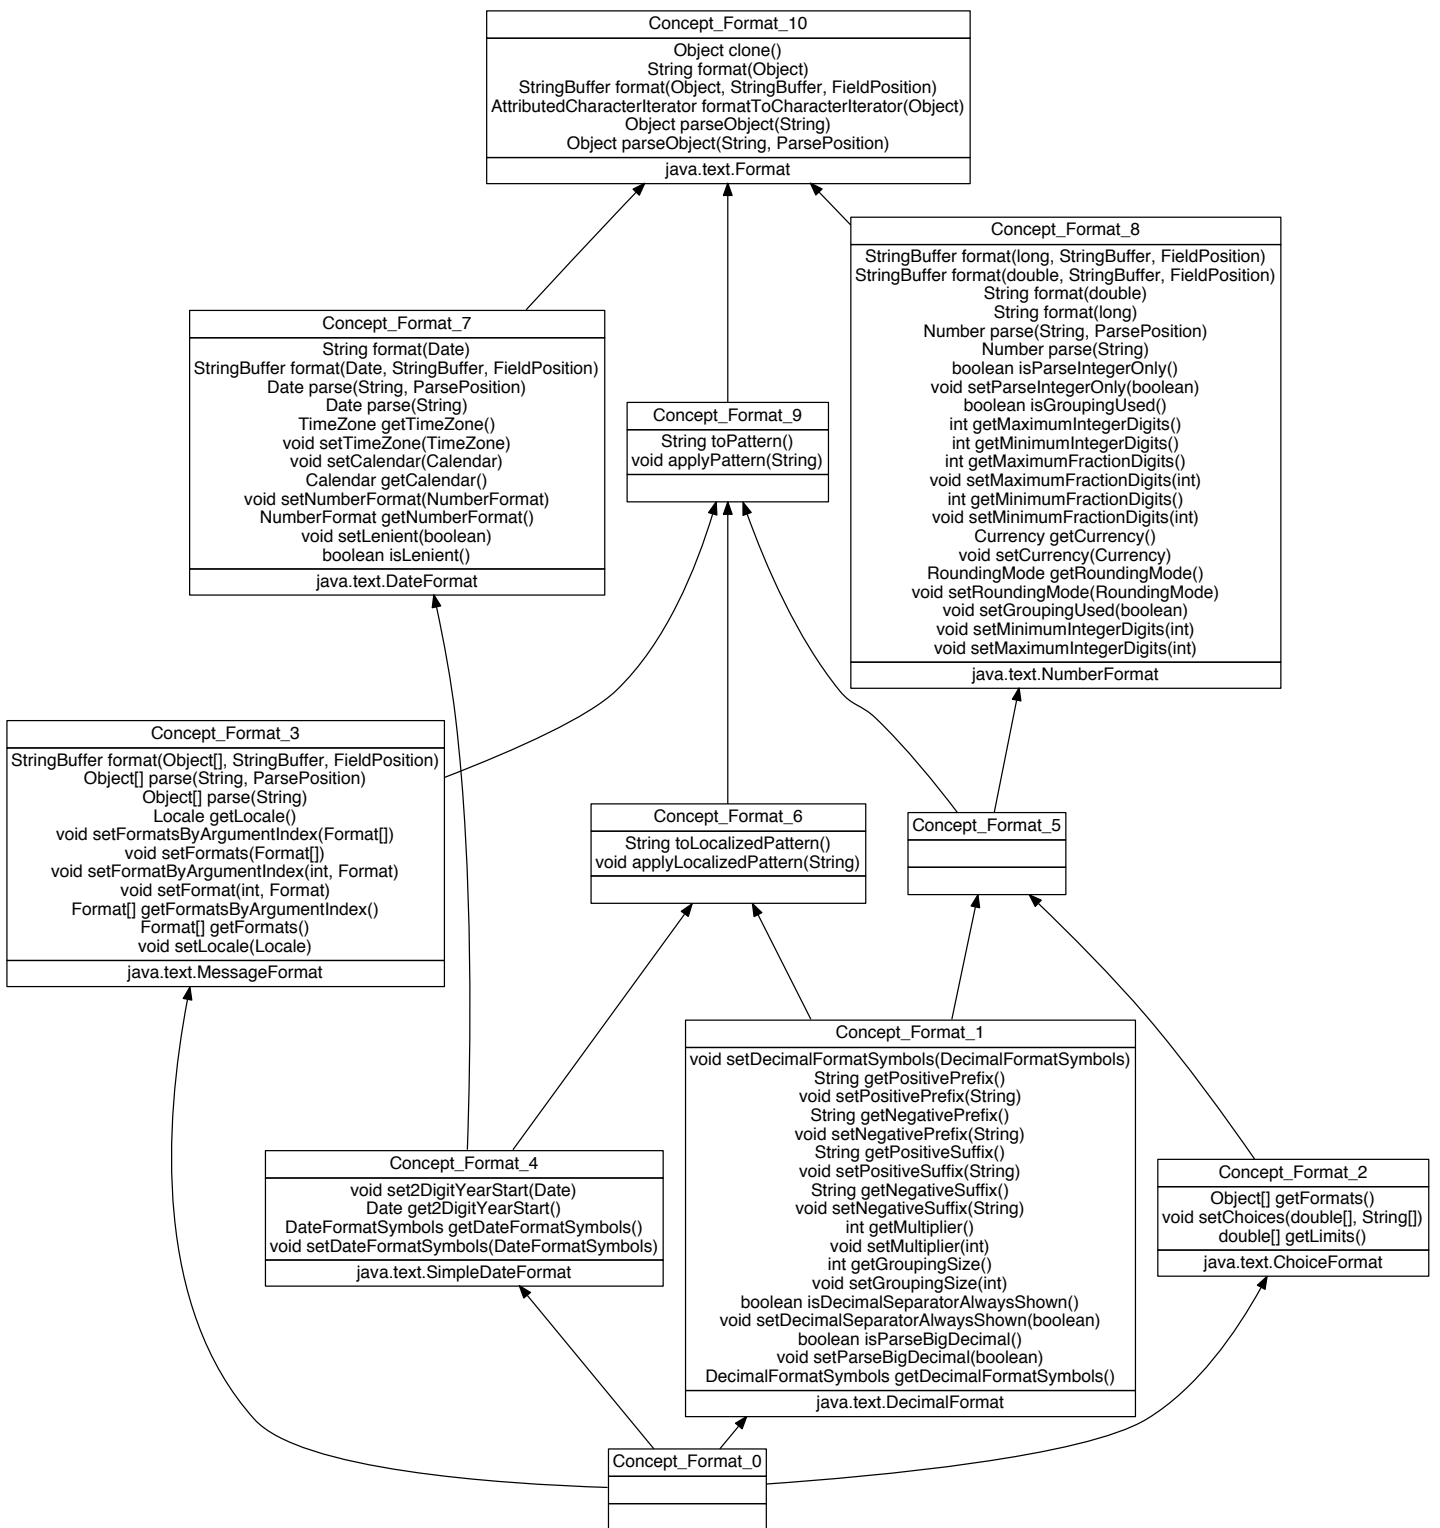 Concept_Format_10
Object clone()
String format(Object)
StringBuffer format(Object, StringBuffer, FieldPosition)
AttributedCharacterIterator formatToCharacterIterator(Object)
Object parseObject(String)
Object parseObject(String, ParsePosition)
java.text.Format
Concept_Format_8
StringBuffer format(long, StringBuffer, FieldPosition)
StringBuffer format(double, StringBuffer, FieldPosition)
String format(double)
String format(long)
Number parse(String, ParsePosition)
Number parse(String)
boolean isParseIntegerOnly()
void setParseIntegerOnly(boolean)
boolean isGroupingUsed()
int getMaximumIntegerDigits()
int getMinimumIntegerDigits()
int getMaximumFractionDigits()
void setMaximumFractionDigits(int)
int getMinimumFractionDigits()
void setMinimumFractionDigits(int)
Currency getCurrency()
void setCurrency(Currency)
RoundingMode getRoundingMode()
void setRoundingMode(RoundingMode)
void setGroupingUsed(boolean)
void setMinimumIntegerDigits(int)
void setMaximumIntegerDigits(int)
java.text.NumberFormat
Concept_Format_7
String format(Date)
StringBuffer format(Date, StringBuffer, FieldPosition)
Date parse(String, ParsePosition)
Date parse(String)
TimeZone getTimeZone()
void setTimeZone(TimeZone)
void setCalendar(Calendar)
Calendar getCalendar()
void setNumberFormat(NumberFormat)
NumberFormat getNumberFormat()
void setLenient(boolean)
boolean isLenient()
java.text.DateFormat
Concept_Format_9
String toPattern()
void applyPattern(String)
Concept_Format_3
StringBuffer format(Object[], StringBuffer, FieldPosition)
Object[] parse(String, ParsePosition)
Object[] parse(String)
Locale getLocale()
void setFormatsByArgumentIndex(Format[])
void setFormats(Format[])
void setFormatByArgumentIndex(int, Format)
void setFormat(int, Format)
Format[] getFormatsByArgumentIndex()
Format[] getFormats()
void setLocale(Locale)
java.text.MessageFormat
Concept_Format_6
String toLocalizedPattern()
void applyLocalizedPattern(String)
Concept_Format_5
Concept_Format_1
void setDecimalFormatSymbols(DecimalFormatSymbols)
String getPositivePrefix()
void setPositivePrefix(String)
String getNegativePrefix()
void setNegativePrefix(String)
String getPositiveSuffix()
void setPositiveSuffix(String)
String getNegativeSuffix()
void setNegativeSuffix(String)
int getMultiplier()
void setMultiplier(int)
int getGroupingSize()
void setGroupingSize(int)
boolean isDecimalSeparatorAlwaysShown()
void setDecimalSeparatorAlwaysShown(boolean)
boolean isParseBigDecimal()
void setParseBigDecimal(boolean)
DecimalFormatSymbols getDecimalFormatSymbols()
java.text.DecimalFormat
Concept_Format_4
void set2DigitYearStart(Date)
Date get2DigitYearStart()
DateFormatSymbols getDateFormatSymbols()
void setDateFormatSymbols(DateFormatSymbols)
java.text.SimpleDateFormat
Concept_Format_2
Object[] getFormats()
void setChoices(double[], String[])
double[] getLimits()
java.text.ChoiceFormat
Concept_Format_0